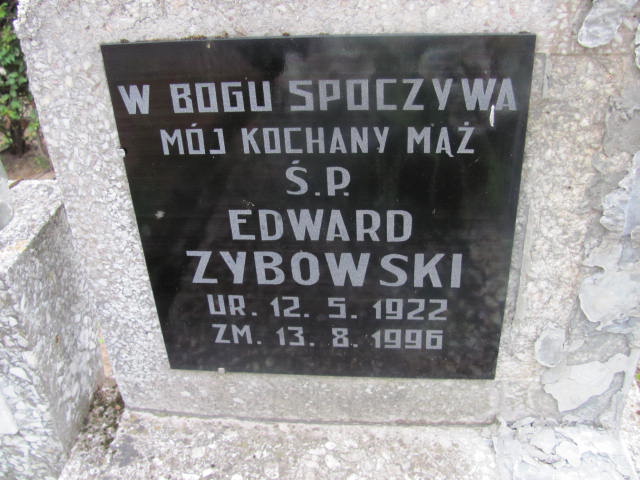 W BOGU SPOCZYWA
MÓJ KOCHANY MĄŻ
Ś.P.
EDWARD
ZYBOWSKI
UR. 12. 5. 1922
ZM. 13. 8. 1996